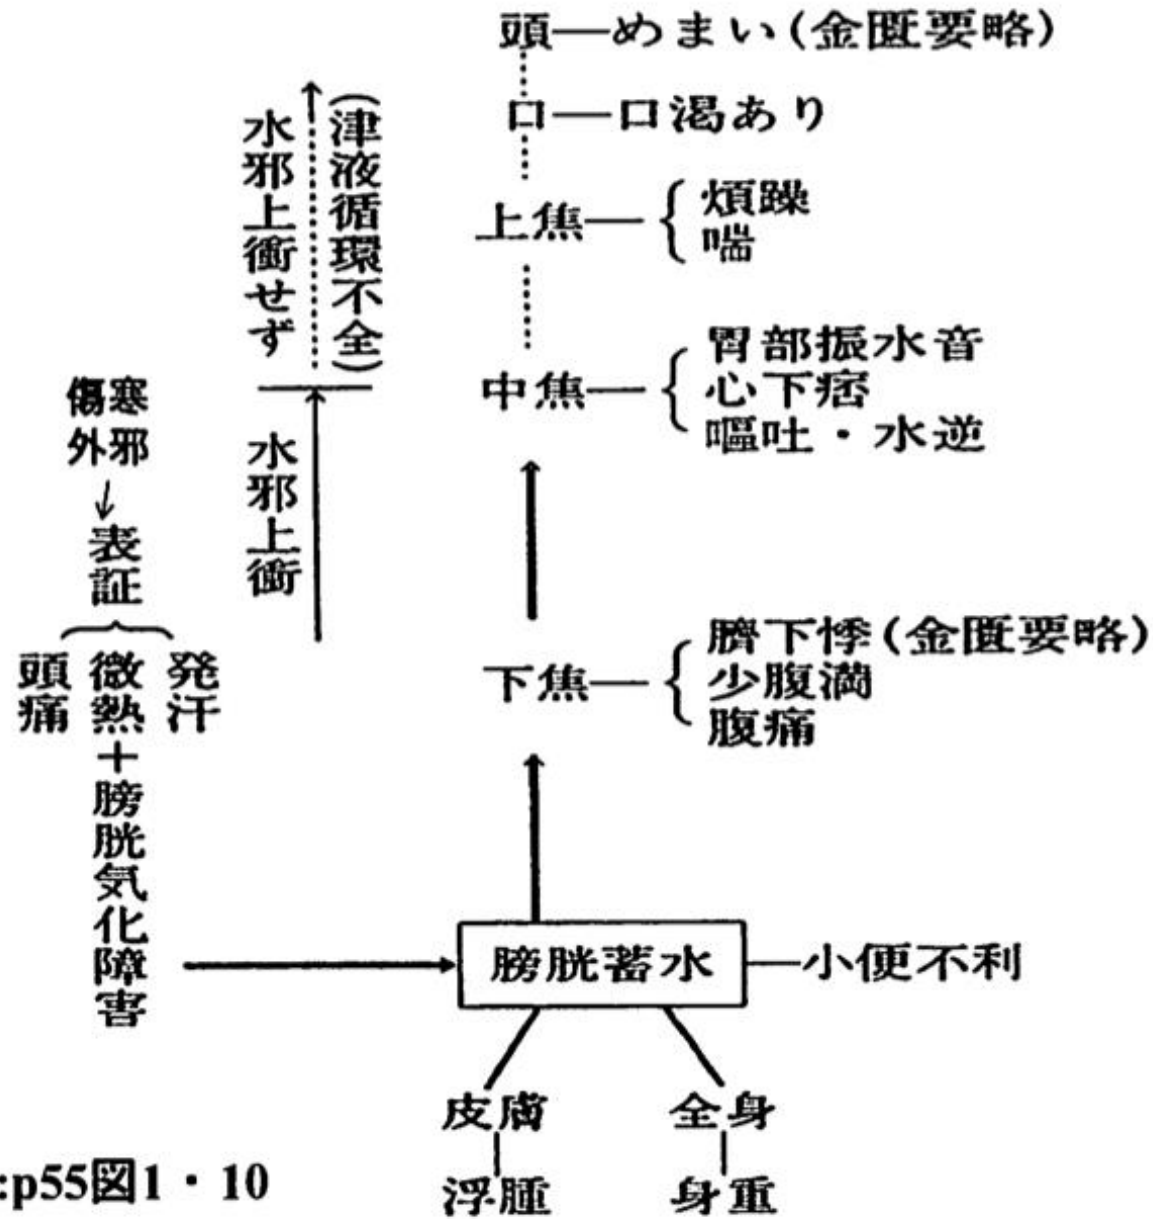 頭―めまい(金匱要略)
口―口渇あり
上焦―{煩躁
喘
中焦―{胃部振水音
心下痞
嘔吐・水逆
下焦―{臍下悸(金匱要略)
少腹満
腹痛
(津液循環不全)
水邪上衝せず
水邪上衝
傷寒
外邪
表証
発汗
微熱+膀胱気化障害
頭痛
膀胱蓄水―小便不利
皮膚
浮腫
全身
身重
:p55図1・10